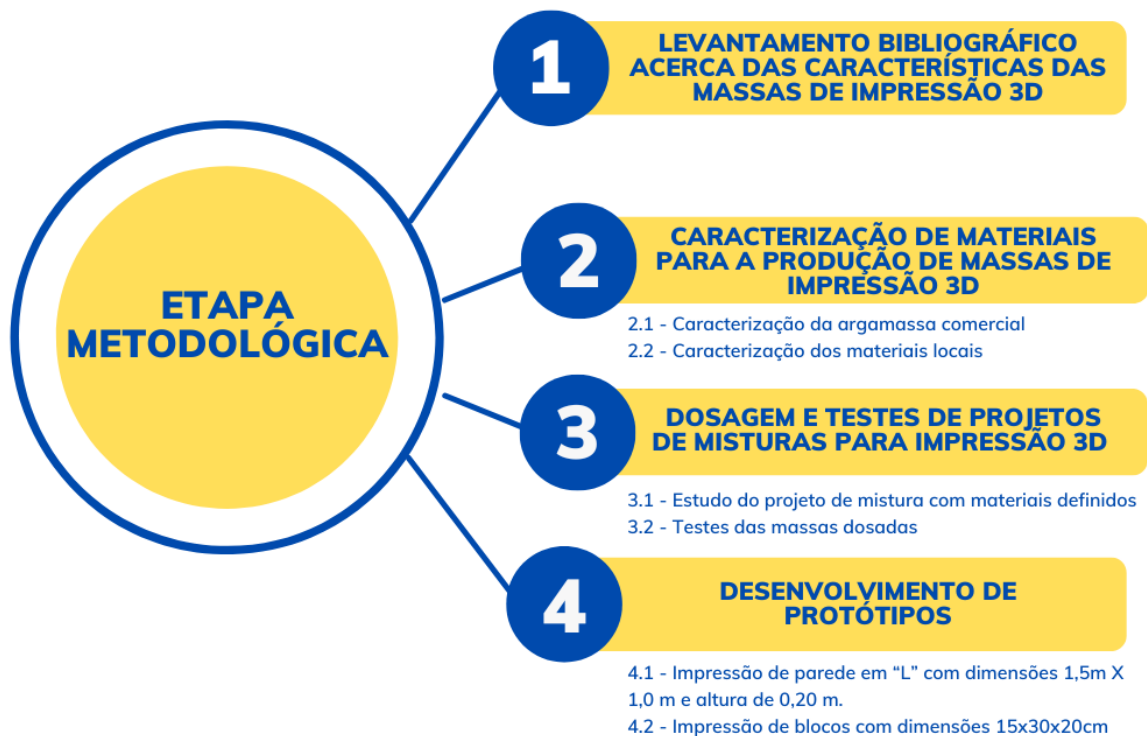 ETAPA
METODOLÓGICA
1
LEVANTAMENTO BIBLIOGRÁFICO
ACERCA DAS CARACTERÍSTICAS DAS
MASSAS DE IMPRESSÃO 3D
2
CARACTERIZAÇÃO DE MATERIAIS
PARA A PRODUÇÃO DE MASSAS DE
IMPRESSÃO 3D
2.1 - Caracterização da argamassa comercial
2.2 - Caracterização dos materiais locais
3
DOSAGEM E TESTES DE PROJETOS
DE MISTURAS PARA IMPRESSÃO 3D
3.1 - Estudo do projeto de mistura com materiais definidos
3.2 - Testes das massas dosadas
4
DESENVOLVIMENTO DE
PROTÓTIPOS
4.1 - Impressão de parede em “L” com dimensões 1,5m X
1,0 m e altura de 0,20 m.
4.2 - Impressão de blocos com dimensões 15x30x20cm